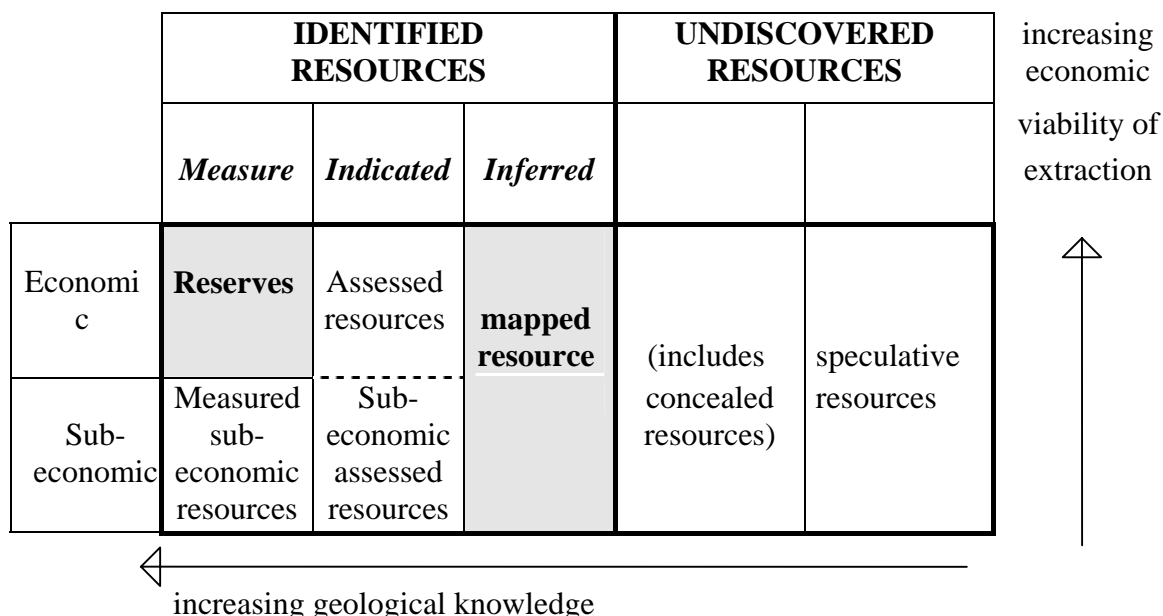 IDENTIFIED
RESOURCES
UNDISCOVERED
RESOURCES
increasing
economic
viability of
extraction
Measure
Indicated
Inferred
Economi
c
Reserves
Assessed
resources
mapped
resource
(includes
concealed
resources)
speculative
resources
Sub-
economic
Measured
sub-
economic
resources
Sub-
economic
assessed
resources
increasing geological knowledge